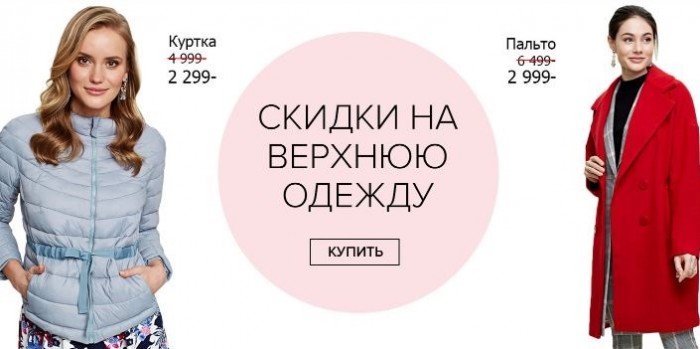 Куртка
4 999-
2 299-
СКИДКИ НА
ВЕРХНЮЮ
ОДЕЖДУ
КУПИТЬ
Пальто
6 499-
2 999-